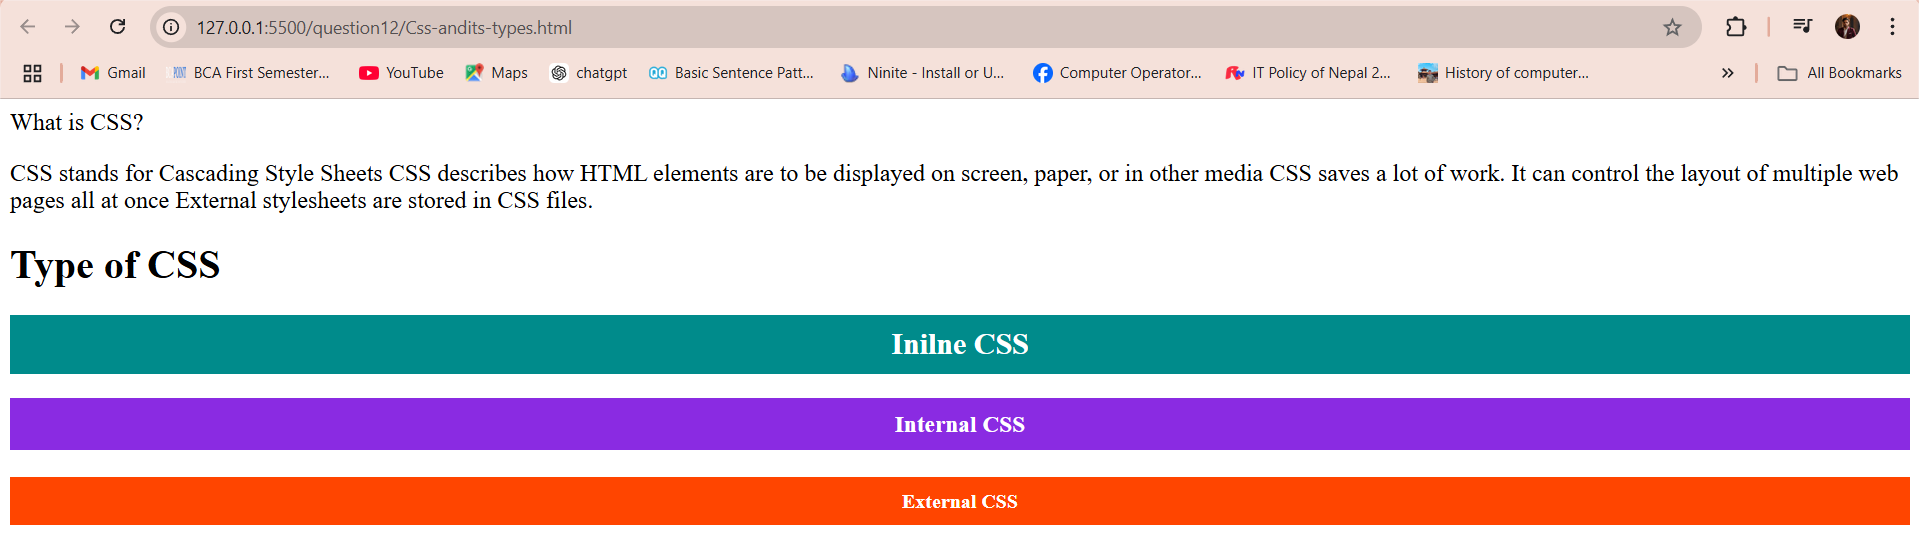 127.0.0.1:5500/question12/Css-andits-types.html
Gmail BCA First Semester... YouTube Maps chatgpt Basic Sentence Patt... Ninite - Install or U... Computer Operator... IT Policy of Nepal 2... History of computer... » All Bookmarks
What is CSS?
CSS stands for Cascading Style Sheets CSS describes how HTML elements are to be displayed on screen, paper, or in other media CSS saves a lot of work. It can control the layout of multiple web
pages all at once External stylesheets are stored in CSS files.
Type of CSS
Inilne CSS
Internal CSS
External CSS